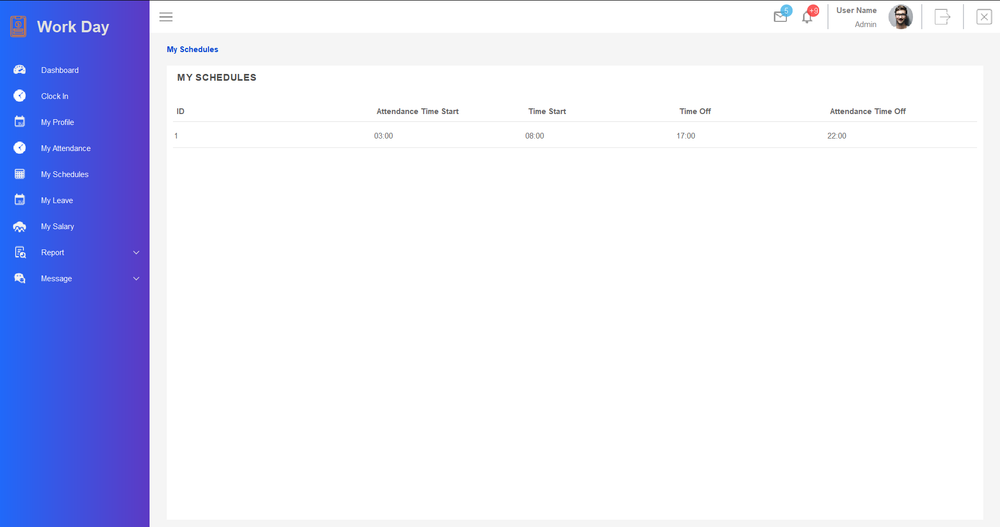 Work Day
5
+9
User Name
Admin
Dashboard
Clock In
My Profile
My Attendance
My Schedules
My Leave
My Salary
Report
Message
My Schedules
MY SCHEDULES
ID Attendance Time Start Time Start Time Off Attendance Time Off
1 03:00 08:00 17:00 22:00